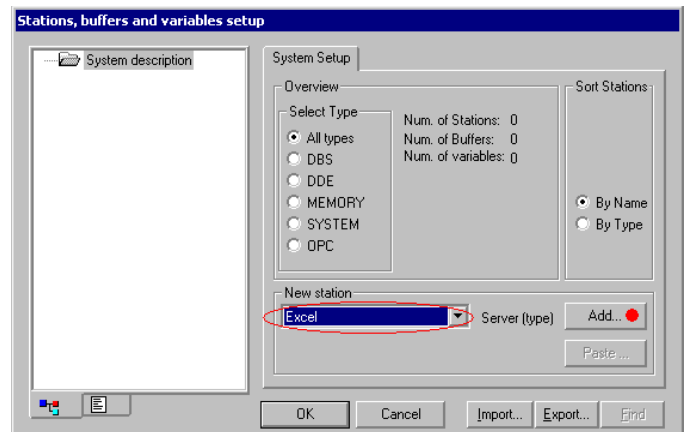 Stations, buffers and variables setup
System description
System Setup
Overview
Sort Stations
Select Type
All types
DBS
DDE
MEMORY
SYSTEM
OPC
Num. of Stations: 0
Num. of Buffers: 0
Num. of variables: 0
By Name
By Type
New station
Excel
Server (type)
Add...
Paste ...
OK
Cancel
Import...
Export...
Find